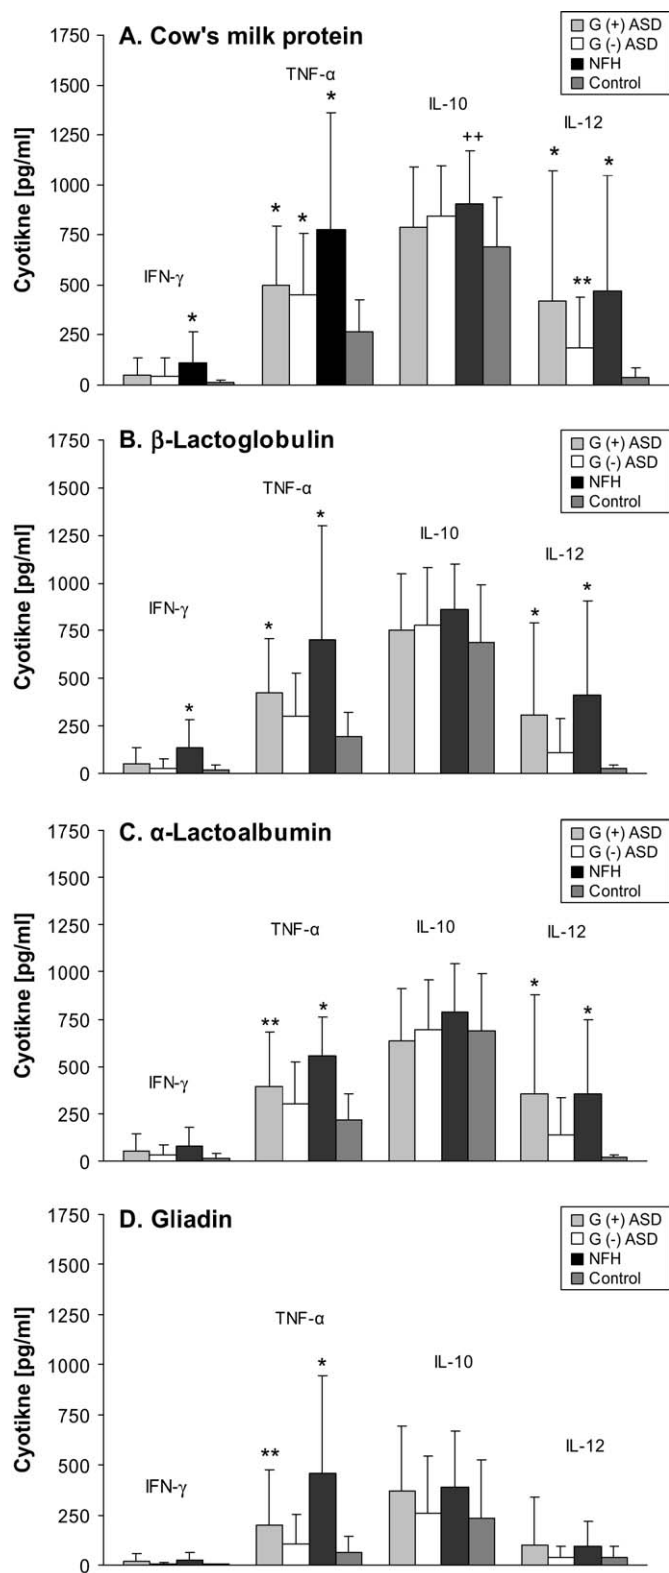 A. Cow's milk protein
G (+) ASD
G (-) ASD
NFH
Control
TNF-α
*
IL-10
IL-12
++
*
*
*
*
**
IFN-γ
*
Cyotikne [pg/ml]
1750
1500
1250
1000
750
500
250
0
B. β-Lactoglobulin
G (+) ASD
G (-) ASD
NFH
Control
TNF-α
*
IL-10
IL-12
*
*
IFN-γ
*
*
Cyotikne [pg/ml]
1750
1500
1250
1000
750
500
250
0
C. α-Lactoalbumin
G (+) ASD
G (-) ASD
NFH
Control
TNF-α
IL-10
IL-12
**
*
*
*
IFN-γ
Cyotikne [pg/ml]
1750
1500
1250
1000
750
500
250
0
D. Gliadin
G (+) ASD
G (-) ASD
NFH
Control
TNF-α
*
IL-10
**
IL-12
IFN-γ
Cyotikne [pg/ml]
1750
1500
1250
1000
750
500
250
0